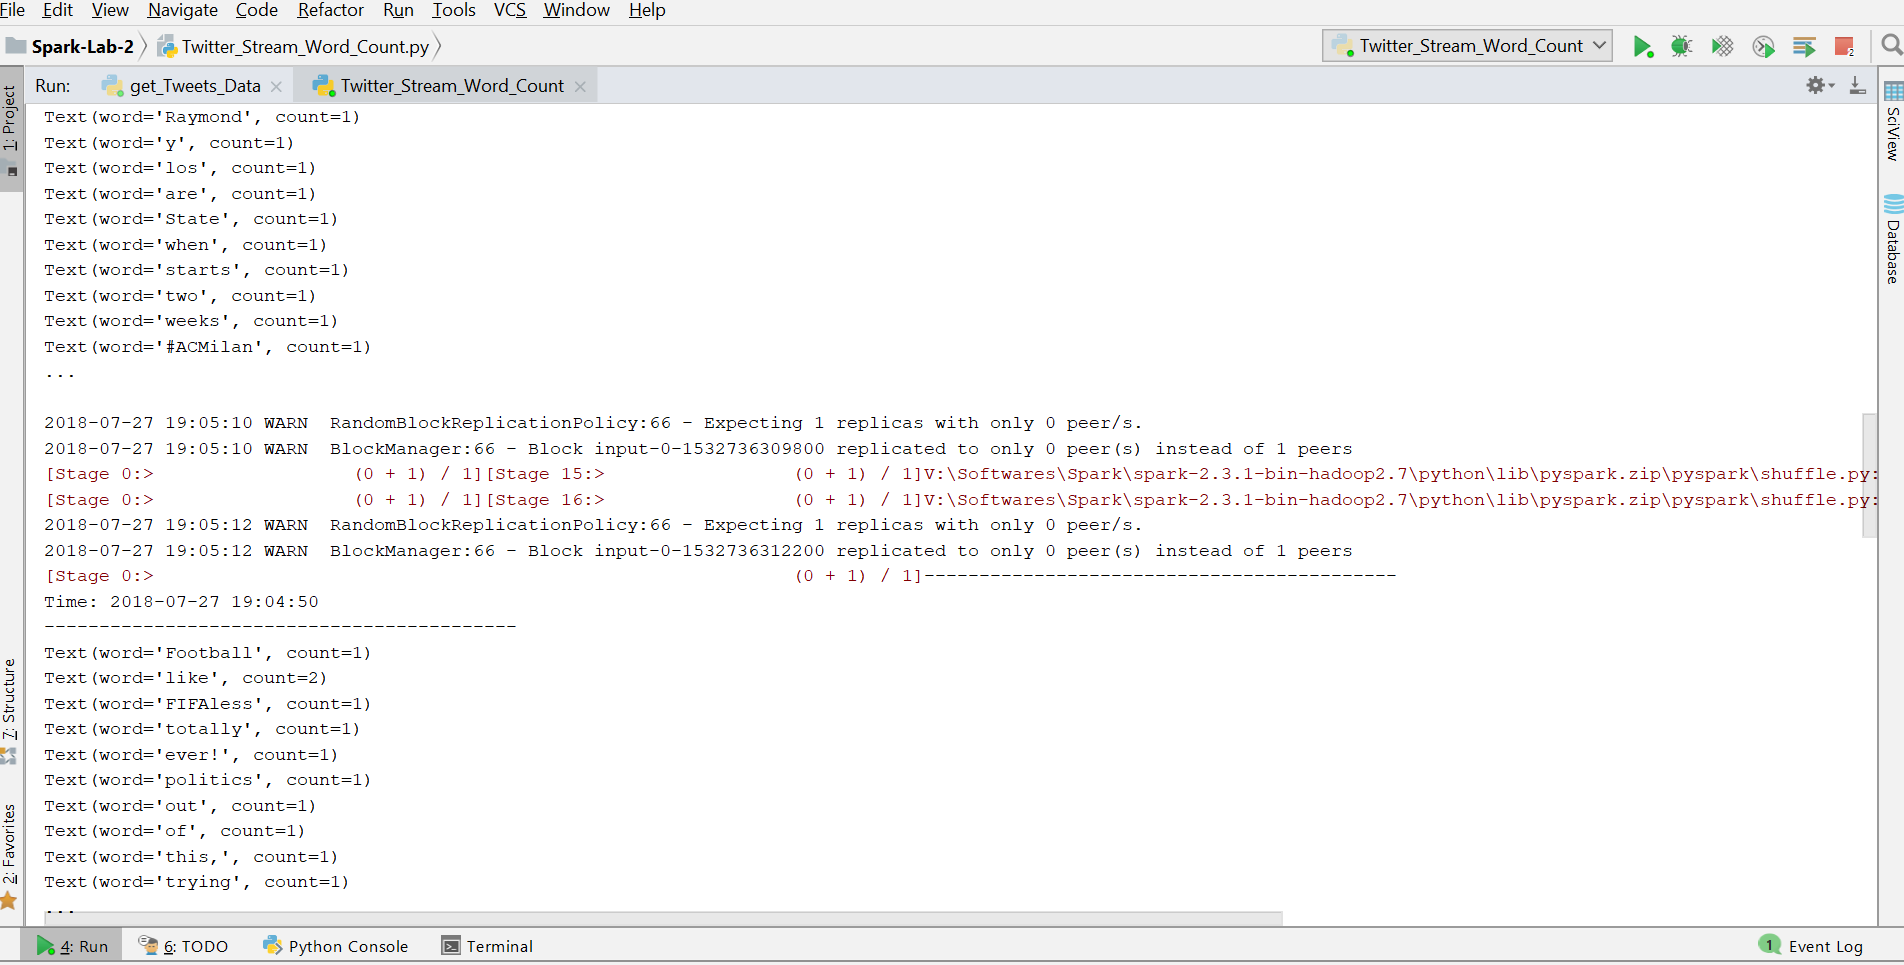 File Edit View Navigate Code Refactor Run Tools VCS Window Help
Spark-Lab-2 Twitter_Stream_Word_Count.py Twitter_Stream_Word_Count 2
Run: get_Tweets_Data Twitter_Stream_Word_Count
1: Project
7: Structure
2: Favorites
Text(word='Raymond', count=1)
Text(word='y', count=1)
Text(word='los', count=1)
Text(word='are', count=1)
Text(word='State', count=1)
Text(word='when', count=1)
Text(word='starts', count=1)
Text(word='two', count=1)
Text(word='weeks', count=1)
Text(word='#ACMilan', count=1)
...
2018-07-27 19:05:10 WARN  RandomBlockReplicationPolicy:66 - Expecting 1 replicas with only 0 peer/s.
2018-07-27 19:05:10 WARN  BlockManager:66 - Block input-0-1532736309800 replicated to only 0 peer(s) instead of 1 peers
[Stage 0:>                  (0 + 1) / 1][Stage 15:>                 (0 + 1) / 1]V:\Softwares\Spark\spark-2.3.1-bin-hadoop2.7\python\lib\pyspark.zip\pyspark\shuffle.py:
[Stage 0:>                  (0 + 1) / 1][Stage 16:>                 (0 + 1) / 1]V:\Softwares\Spark\spark-2.3.1-bin-hadoop2.7\python\lib\pyspark.zip\pyspark\shuffle.py:
2018-07-27 19:05:12 WARN  RandomBlockReplicationPolicy:66 - Expecting 1 replicas with only 0 peer/s.
2018-07-27 19:05:12 WARN  BlockManager:66 - Block input-0-1532736312200 replicated to only 0 peer(s) instead of 1 peers
[Stage 0:>                                                          (0 + 1) / 1]-------------------------------------------
Time: 2018-07-27 19:04:50
-------------------------------------------
Text(word='Football', count=1)
Text(word='like', count=2)
Text(word='FIFAless', count=1)
Text(word='totally', count=1)
Text(word='ever!', count=1)
Text(word='politics', count=1)
Text(word='out', count=1)
Text(word='of', count=1)
Text(word='this,', count=1)
Text(word='trying', count=1)
...
SciView
Database
4: Run 6: TODO Python Console Terminal 1 Event Log